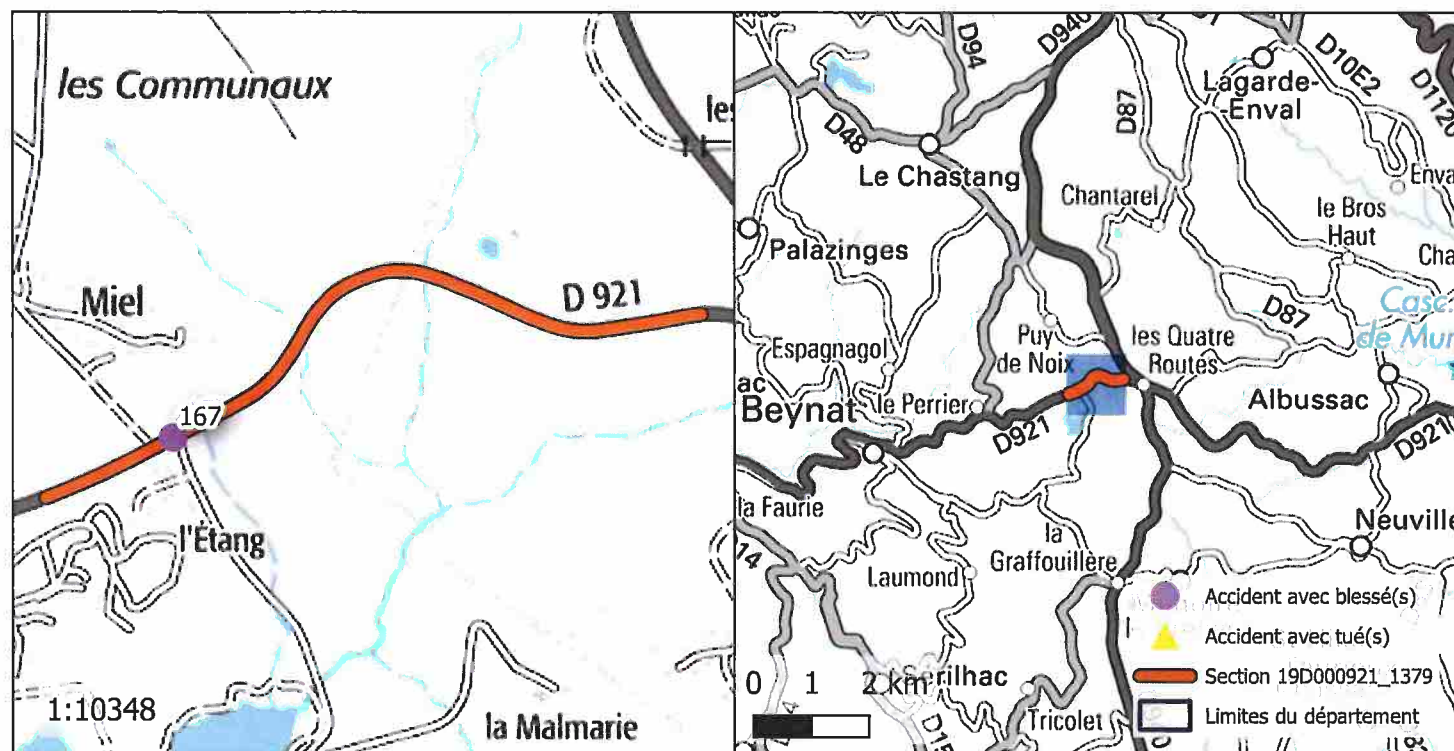 les Communaux
Miel
D 921
167
l'Étang
1:10348
la Malmarie
D94
D940
D10E2
D1120
Lagarde-
-Enval
D87
D48
Le Chastang
Chantarel
le Bros
Haut
Palazinges
D87
Puy
de Noix
les Quatre
Routes
Espagnagol
Beynat
le Perrier
Albussac
D921
D921
la Faurie
Neuville
la
Graffouillère
Laumond
14
Accident avec blessé(s)
Accident avec tué(s)
0 1 2 km
Section 19D000921_1379
Tricolet
Limites du département